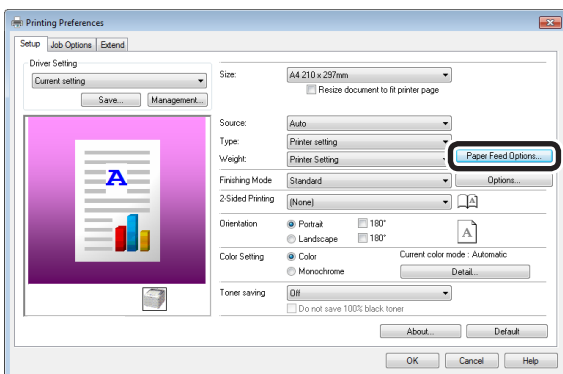 Printing Preferences
Setup Job Options Extend
Driver Setting
Current setting
Save... Management...
Size: A4 210 x 297mm
Resize document to fit printer page
Source: Auto
Type: Printer setting
Weight: Printer Setting Paper Feed Options...
Finishing Mode Standard Options...
2-Sided Printing (None)
Orientation Portrait 180°
Landscape 180°
Color Setting Color Current color mode : Automatic
Monochrome Detail...
Toner saving Off
Do not save 100% black toner
About... Default
OK Cancel Help
A
A
A